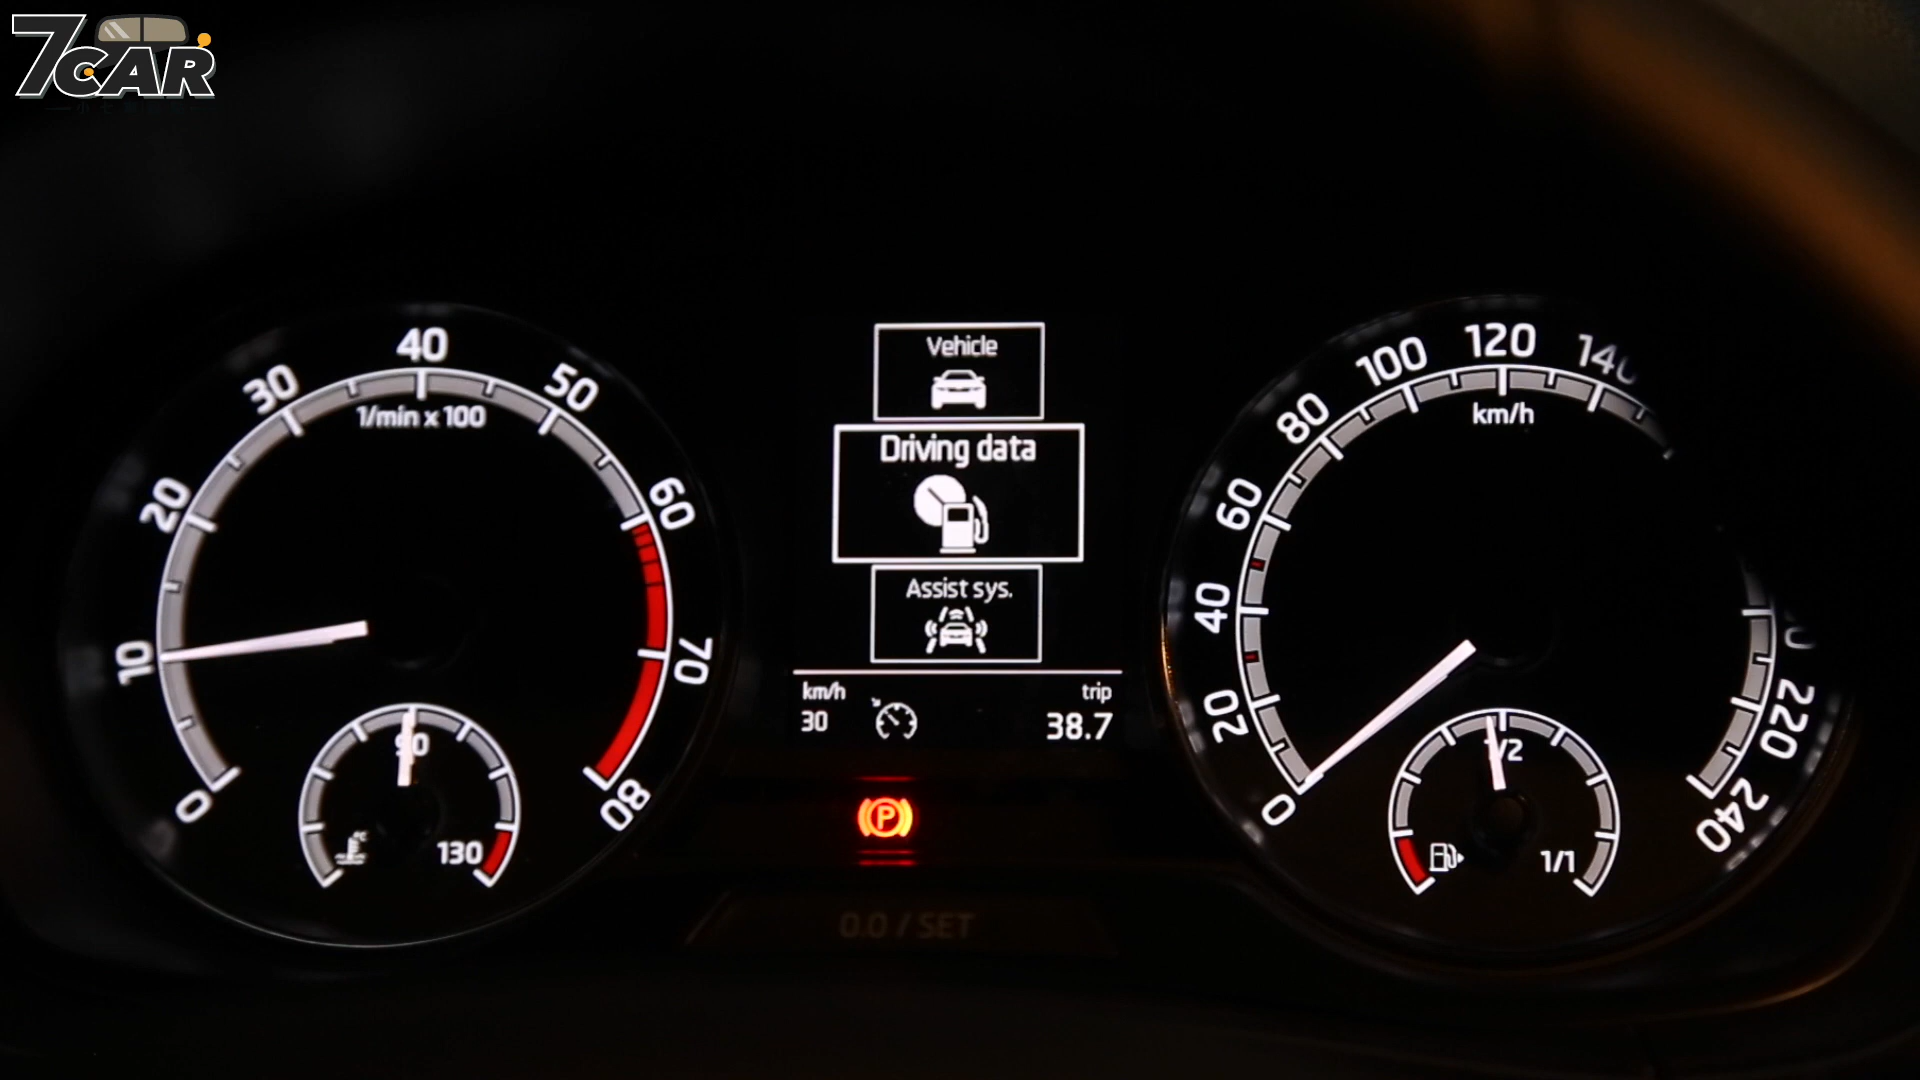 7CAR
40
30
50
1/min x 100
20
60
10
70
0
80
90
°C
130
Vehicle
Driving data
Assist sys.
km/h
trip
30
38.7
P
0.0 / SET
120
100
140
km/h
80
60
40
20
220
0
240
1/2
1/1